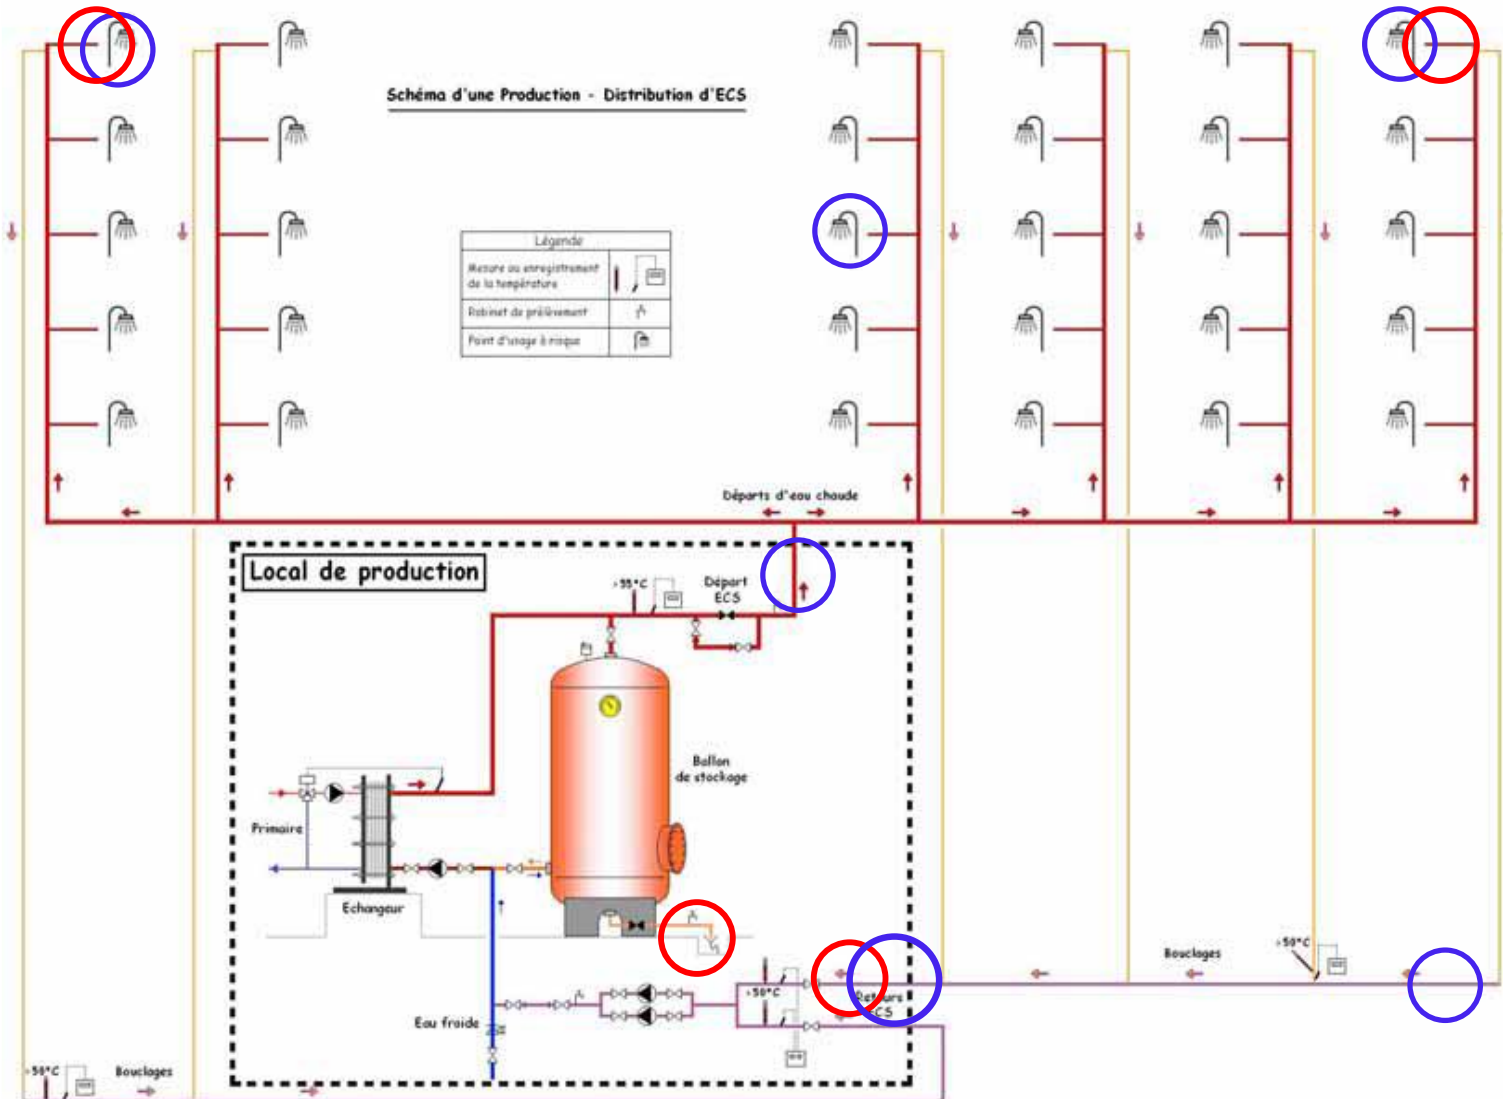 Schéma d'une Production - Distribution d'ECS
Légende
Mesure ou enregistrement
de la température
Robinet de prélèvement
Point d'usage à risque
Départs d'eau chaude
Local de production
>55°C
Départ
ECS
Ballon
de stockage
Primaire
Echangeur
>50°C
Bouclages
>50°C
Retours
ECS
Eau froide
>50°C
Bouclages